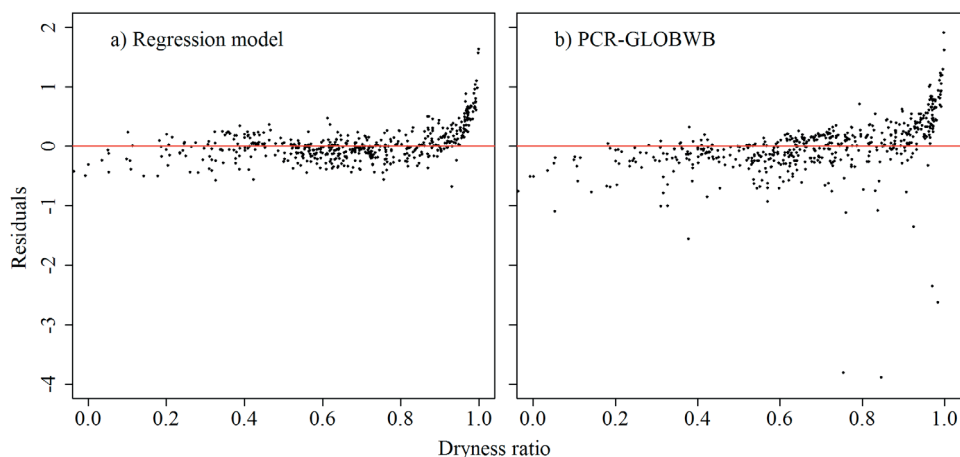 a) Regression model
b) PCR-GLOBWB
2
1
0
-1
-2
-3
-4
Residuals
0.0 0.2 0.4 0.6 0.8 1.0
0.0 0.2 0.4 0.6 0.8 1.0
Dryness ratio